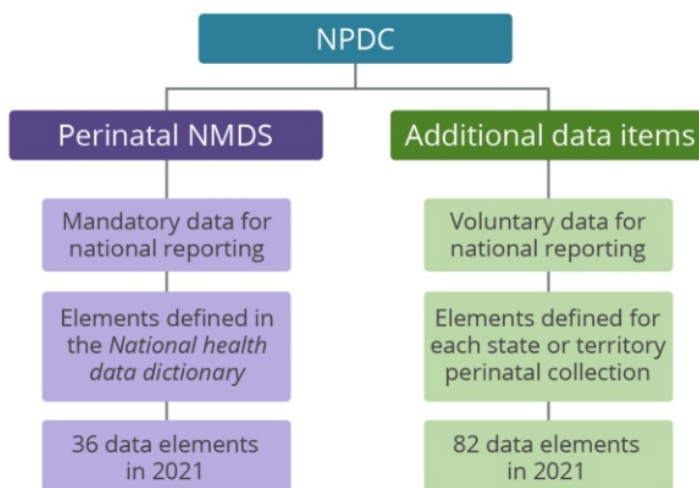 NPDC
Perinatal NMDS
Mandatory data for
national reporting
Elements defined in
the National health
data dictionary
36 data elements
in 2021
Additional data items
Voluntary data for
national reporting
Elements defined for
each state or territory
perinatal collection
82 data elements
in 2021